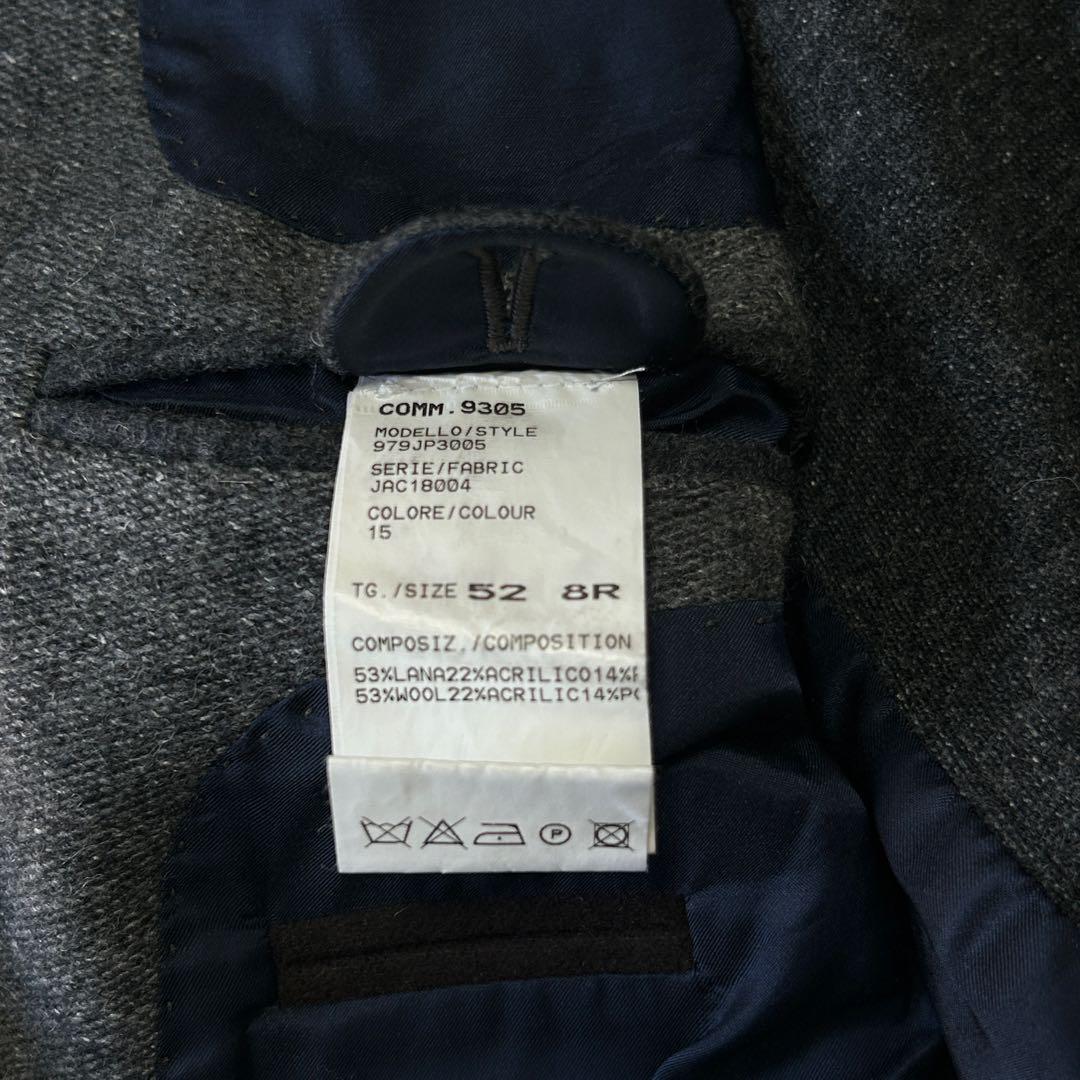 COMM.9305
MODELLO/STYLE
979JP3005
SERIE/FABRIC
JAC18004
COLORE/COLOUR
15
TG./SIZE 52 8R
COMPOSIZ./COMPOSITION
53%LANA22%ACRILICO14%
53%WOOL22%ACRILIC14%P
P